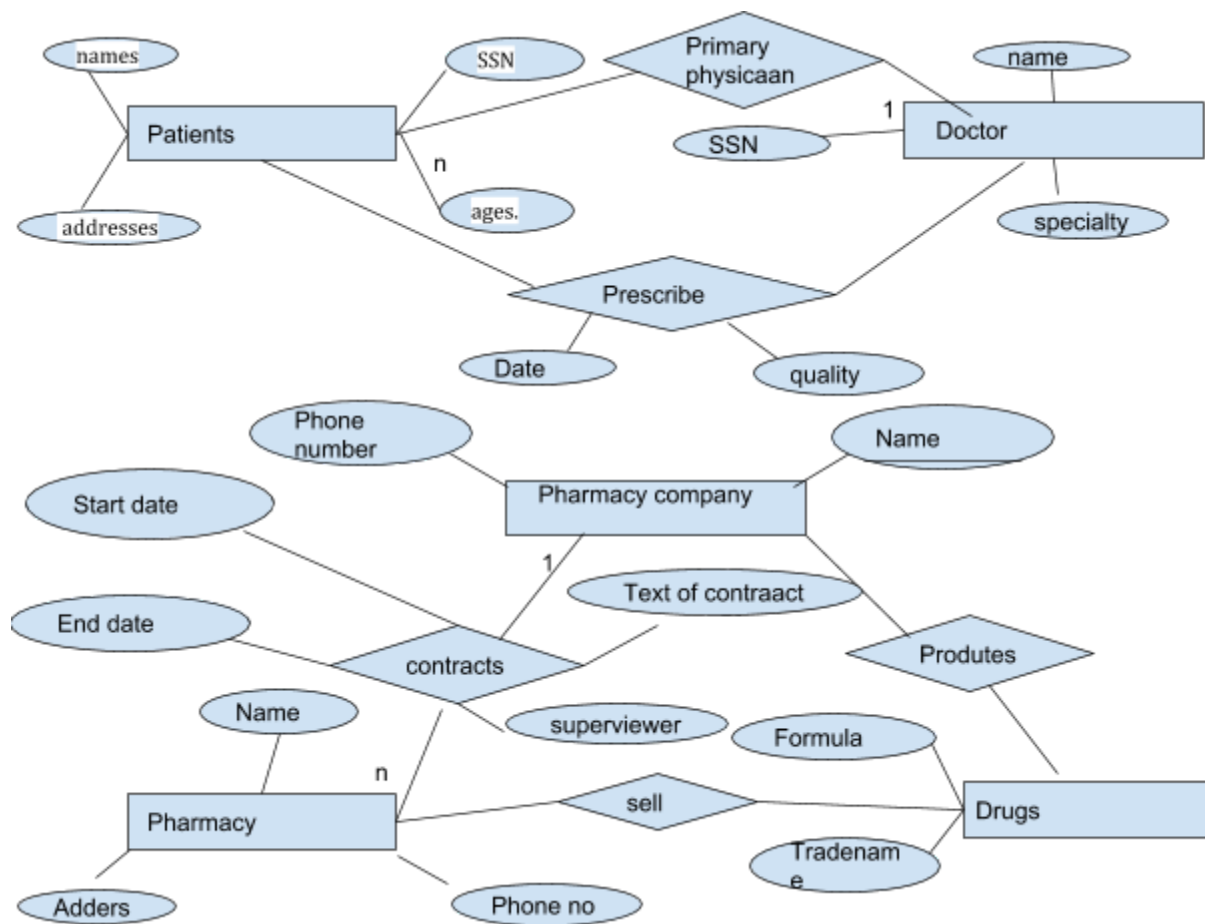 names
SSN
Primary
physicaan
name
Patients
1
Doctor
SSN
n
addresses
ages.
specialty
Prescribe
Date
quality
Phone
number
Name
Pharmacy company
Start date
1
Text of contraact
End date
contracts
Produtes
Name
superviewer
Formula
n
sell
Pharmacy
Drugs
Tradenam
e
Adders
Phone no